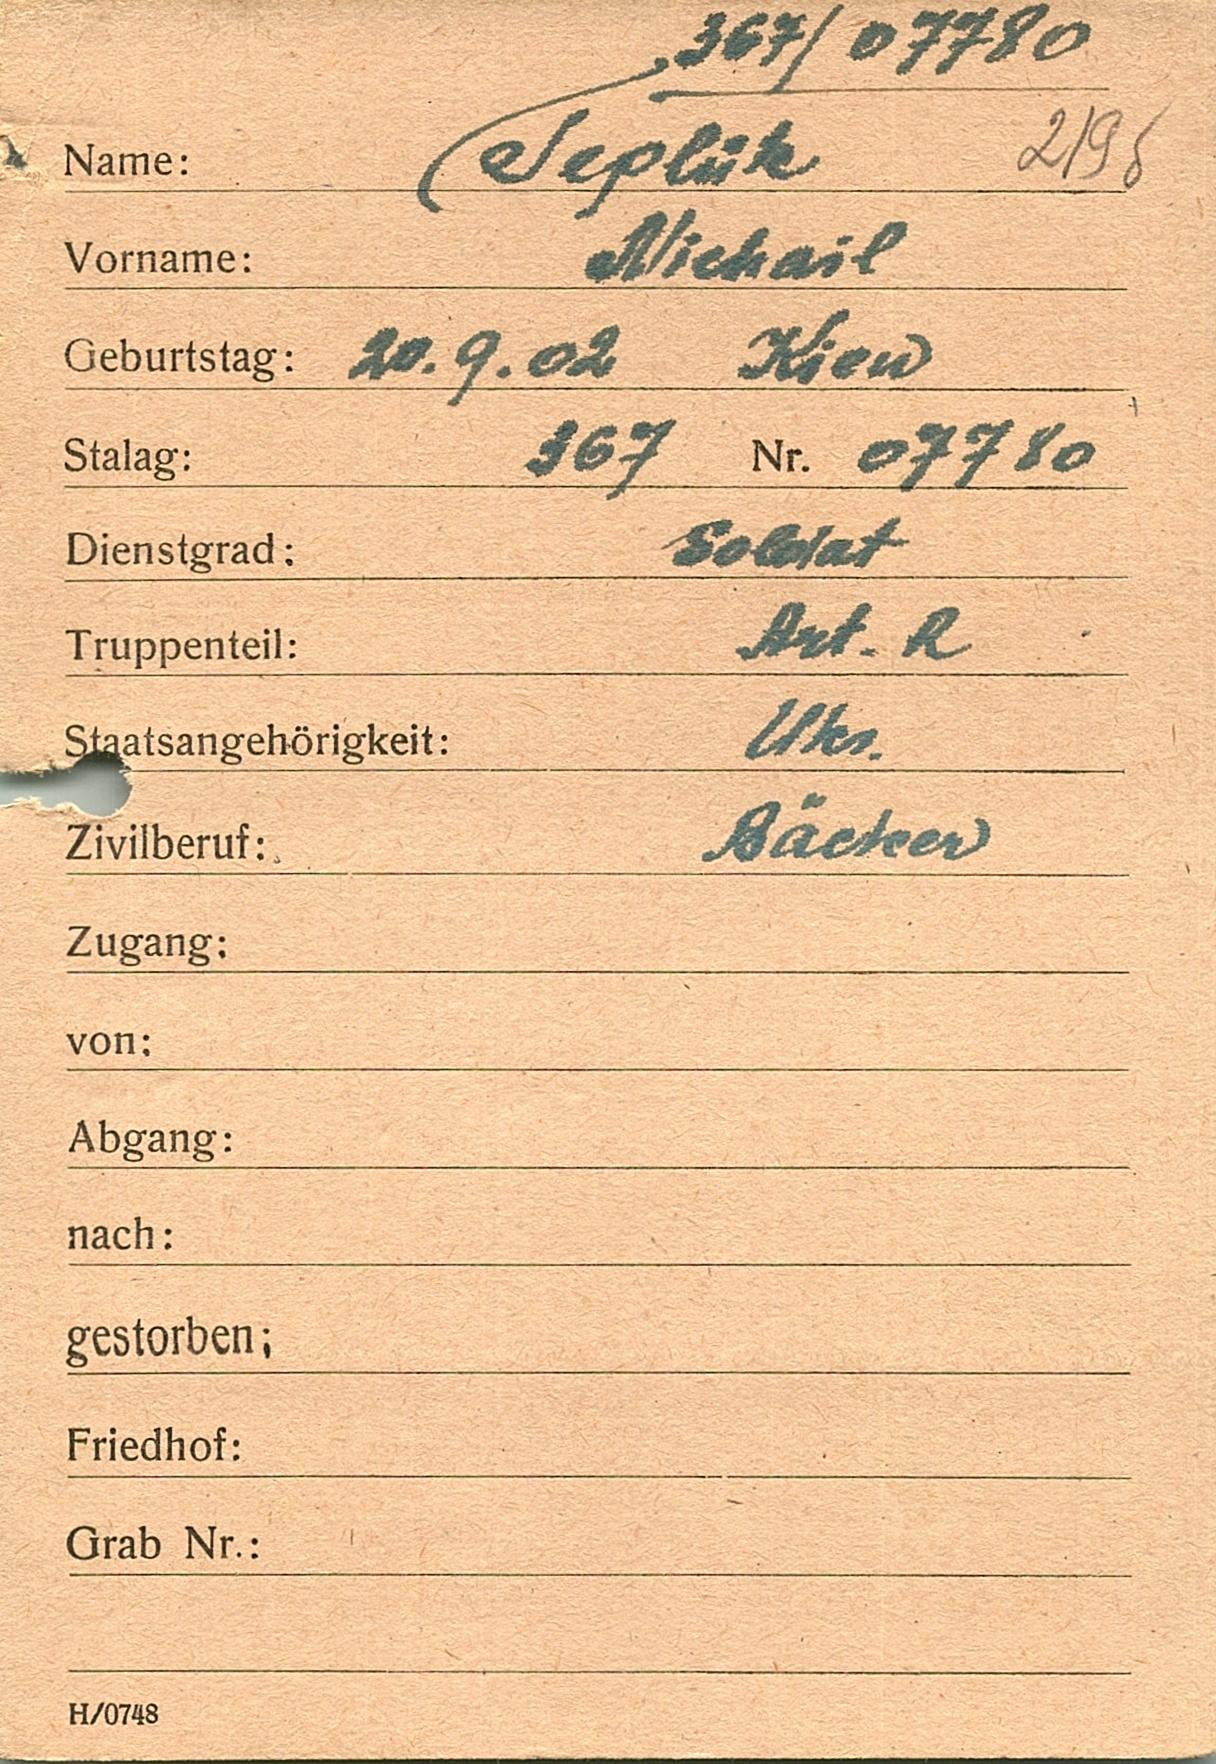 367/07780
Name: Seplük 2/98
Vorname: Michail
Geburtstag: 20.9.02 Kiew
Stalag: 367 Nr. 07780
Dienstgrad: Soldat
Truppenteil: Art. R
Staatsangehörigkeit: Ukr.
Zivilberuf: Bäcker
Zugang:
von:
Abgang:
nach:
gestorben:
Friedhof:
Grab Nr.:
H/0748